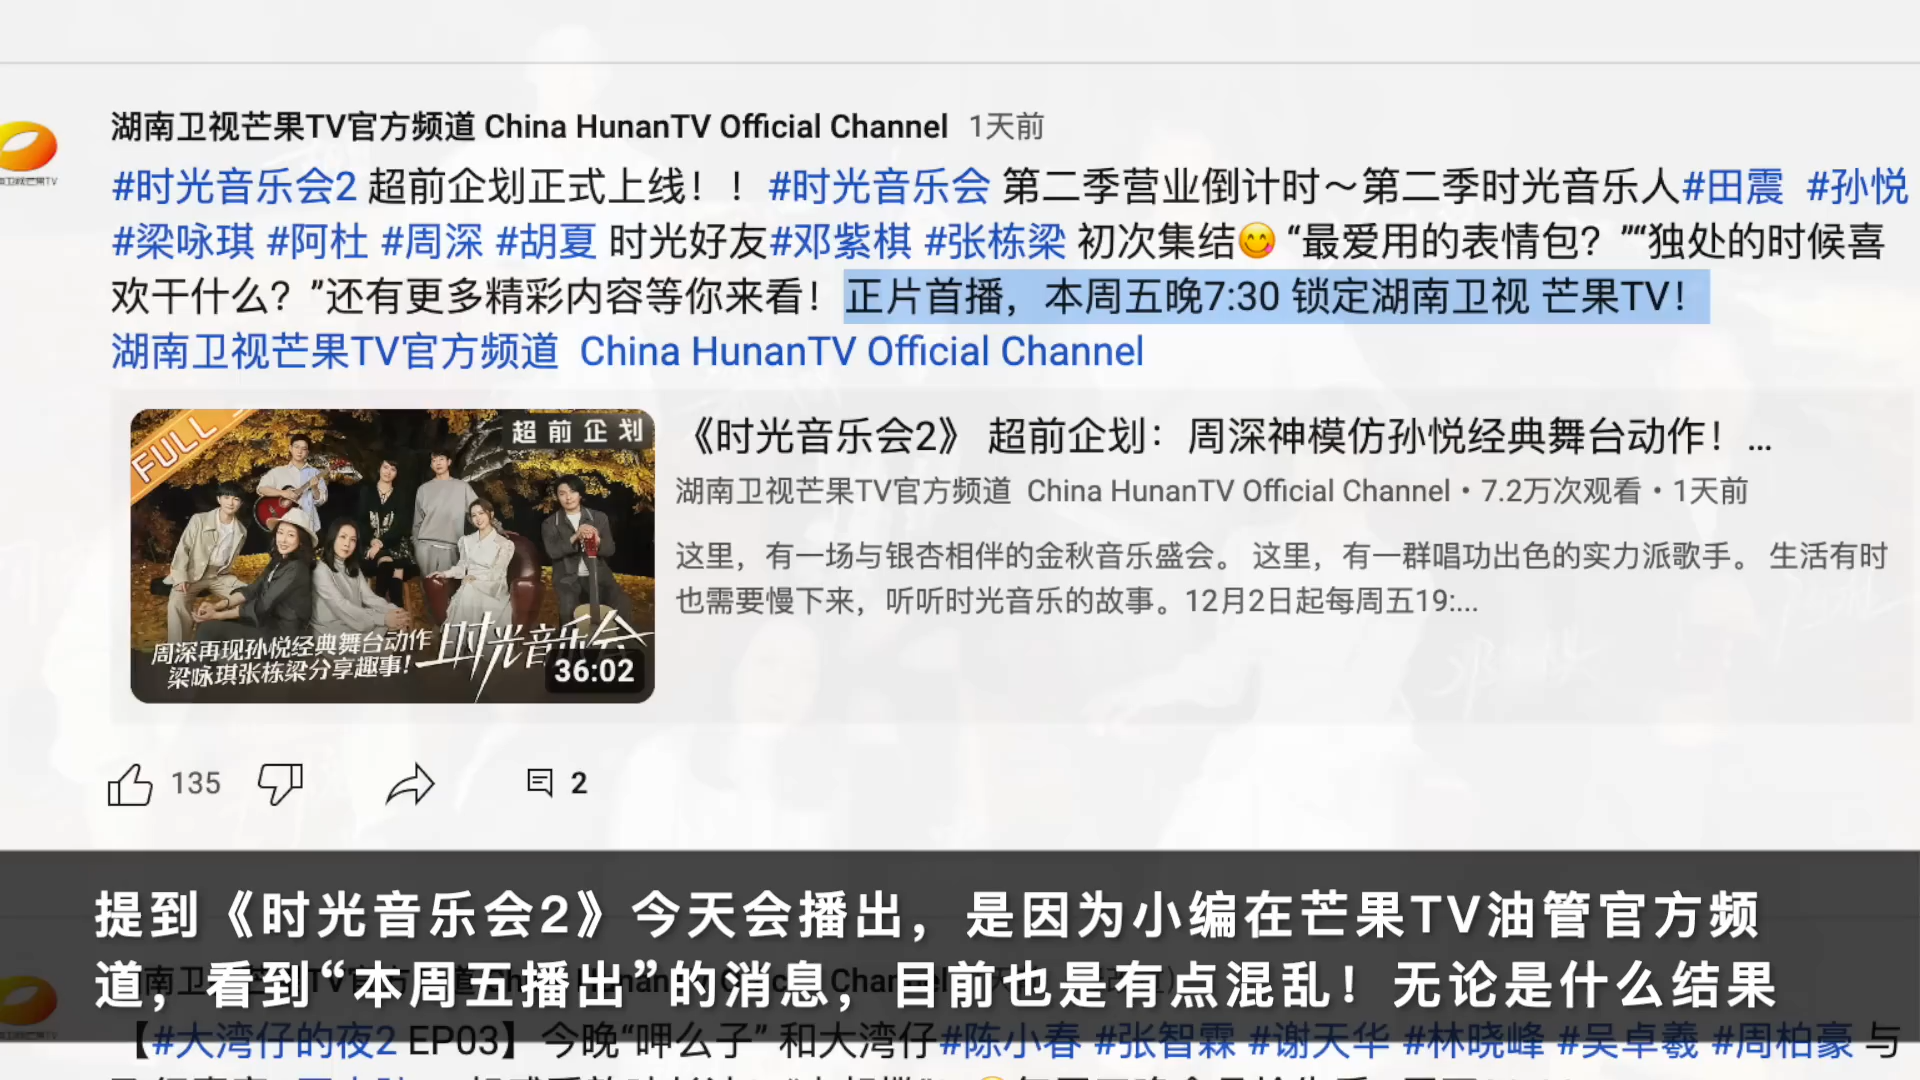 湖南卫视芒果TV官方频道 China HunanTV Official Channel 1天前
#时光音乐会2 超前企划正式上线！！#时光音乐会 第二季营业倒计时～第二季时光音乐人#田震 #孙悦
#梁咏琪 #阿杜 #周深 #胡夏 时光好友#邓紫棋 #张栋梁 初次集结😋 “最爱用的表情包？”“独处的时候喜
欢干什么？”还有更多精彩内容等你来看！正片首播，本周五晚7:30 锁定湖南卫视 芒果TV！
湖南卫视芒果TV官方频道 China HunanTV Official Channel
FULL
超前企划
周深再现孙悦经典舞台动作
梁咏琪张栋梁分享趣事！
时光音乐会
36:02
《时光音乐会2》 超前企划：周深神模仿孙悦经典舞台动作！...
湖南卫视芒果TV官方频道 China HunanTV Official Channel • 7.2万次观看 • 1天前
这里，有一场与银杏相伴的金秋音乐盛会。 这里，有一群唱功出色的实力派歌手。 生活有时
也需要慢下来，听听时光音乐的故事。12月2日起每周五19:...
135
2
提到《时光音乐会2》今天会播出，是因为小编在芒果TV油管官方频
道，看到“本周五播出”的消息，目前也是有点混乱！无论是什么结果
【#大湾仔的夜2 EP03】今晚“呷么子” 和大湾仔#陈小春 #张智霖 #谢天华 #林晓峰 #吴卓羲 #周柏豪 与